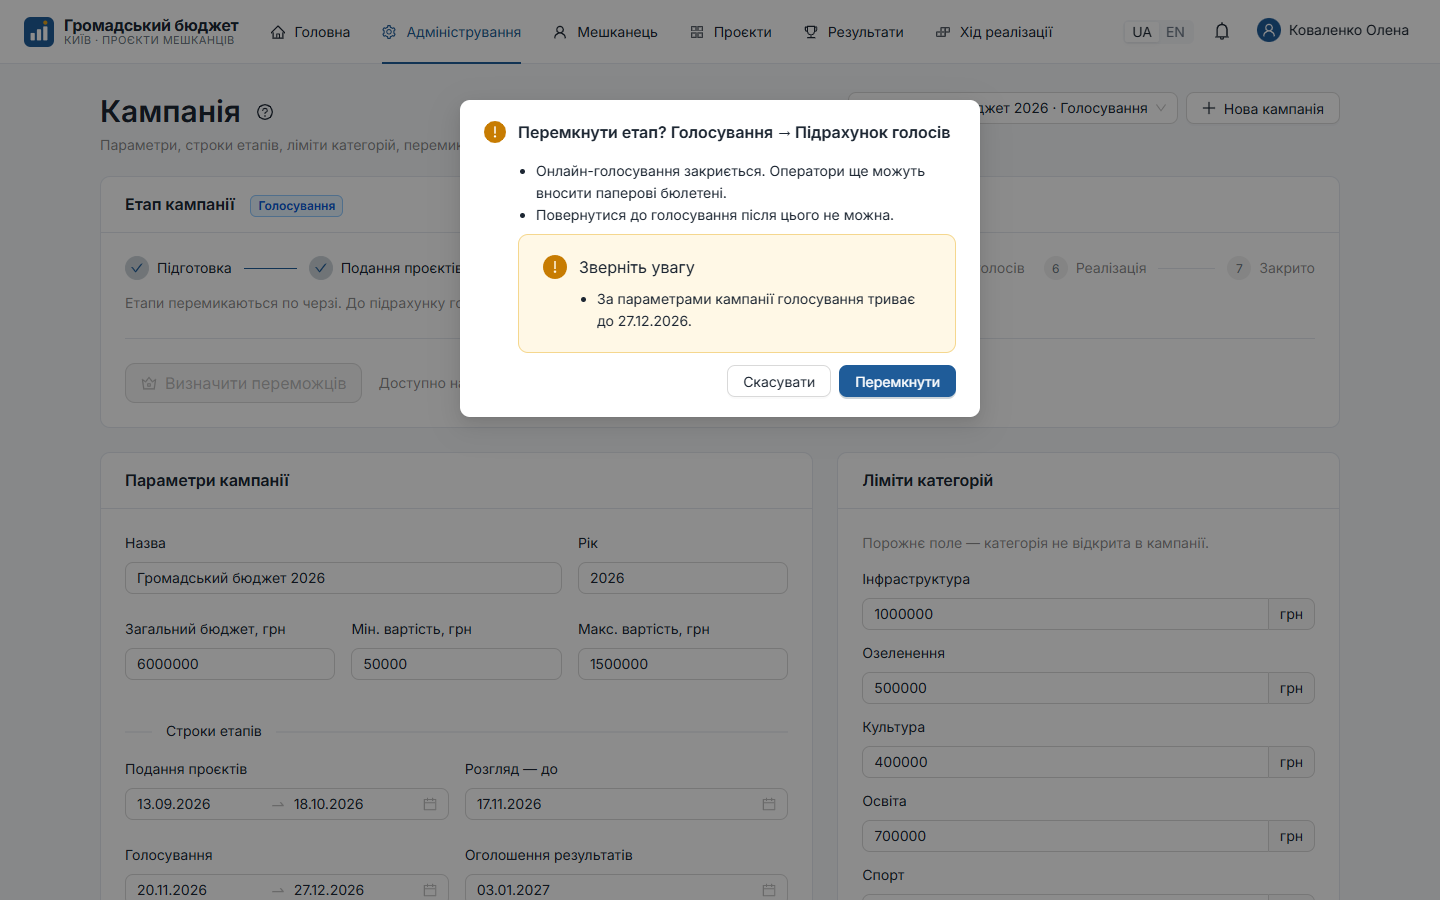 Громадський бюджет
КИЇВ · ПРОЄКТИ МЕШКАНЦІВ
Головна
Адміністрування
Мешканець
Проєкти
Результати
Хід реалізації
UA EN
Коваленко Олена
Кампанія
джет 2026 · Голосування
Нова кампанія
Параметри, строки етапів, ліміти категорій,
Перемкнути етап? Голосування → Підрахунок голосів
Онлайн-голосування закриється. Оператори ще можуть
вносити паперові бюлетені.
Повернутися до голосування після цього не можна.
Зверніть увагу
За параметрами кампанії голосування триває
до 27.12.2026.
Скасувати
Перемкнути
Етап кампанії
Голосування
Підготовка
Подання проєктів
6 Реалізація
7 Закрито
Етапи перемикаються по черзі. До підрахунку
Визначити переможців
Доступно
Параметри кампанії
Назва
Рік
Громадський бюджет 2026
2026
Загальний бюджет, грн
Мін. вартість, грн
Макс. вартість, грн
6000000
50000
1500000
Строки етапів
Подання проєктів
Розгляд — до
13.09.2026 → 18.10.2026
17.11.2026
Голосування
Оголошення результатів
20.11.2026 → 27.12.2026
03.01.2027
Ліміти категорій
Порожнє поле — категорія не відкрита в кампанії.
Інфраструктура
1000000 грн
Озеленення
500000 грн
Культура
400000 грн
Освіта
700000 грн
Спорт